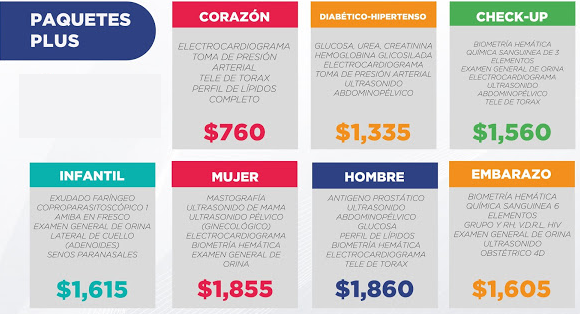 PAQUETES
PLUS
CORAZÓN
ELECTROCARDIOGRAMA
TOMA DE PRESIÓN
ARTERIAL
TELE DE TORAX
PERFIL DE LÍPIDOS
COMPLETO
$760
DIABÉTICO-HIPERTENSO
GLUCOSA, UREA, CREATININA
HEMOGLOBINA GLICOSILADA
ELECTROCARDIOGRAMA
TOMA DE PRESIÓN ARTERIAL
ULTRASONIDO
ABDOMINOPÉLVICO
$1,335
CHECK-UP
BIOMETRÍA HEMÁTICA
QUÍMICA SANGUINEA DE 3
ELEMENTOS
EXAMEN GENERAL DE ORINA
ELECTROCARDIOGRAMA
ULTRASONIDO
ABDOMINOPÉLVICO
TELE DE TORAX
$1,560
INFANTIL
EXUDADO FARÍNGEO
COPROPARASITOSCÓPICO 1
AMIBA EN FRESCO
EXAMEN GENERAL DE ORINA
LATERAL DE CUELLO
(ADENOIDES)
SENOS PARANASALES
$1,615
MUJER
MASTOGRAFÍA
ULTRASONIDO DE MAMA
ULTRASONIDO PÉLVICO
(GINECOLÓGICO)
ELECTROCARDIOGRAMA
BIOMETRÍA HEMÁTICA
EXAMEN GENERAL DE
ORINA
$1,855
HOMBRE
ANTIGENO PROSTÁTICO
ULTRASONIDO
ABDOMINOPÉLVICO
GLUCOSA
PERFIL DE LÍPIDOS
BIOMETRÍA HEMÁTICA
ELECTROCARDIOGRAMA
TELE DE TORAX
$1,860
EMBARAZO
BIOMETRÍA HEMÁTICA
QUÍMICA SANGUINEA 6
ELEMENTOS
GRUPO Y RH, V.D.R.L, HIV
EXAMEN GENERAL DE ORINA
ULTRASONIDO
OBSTÉTRICO 4D
$1,605